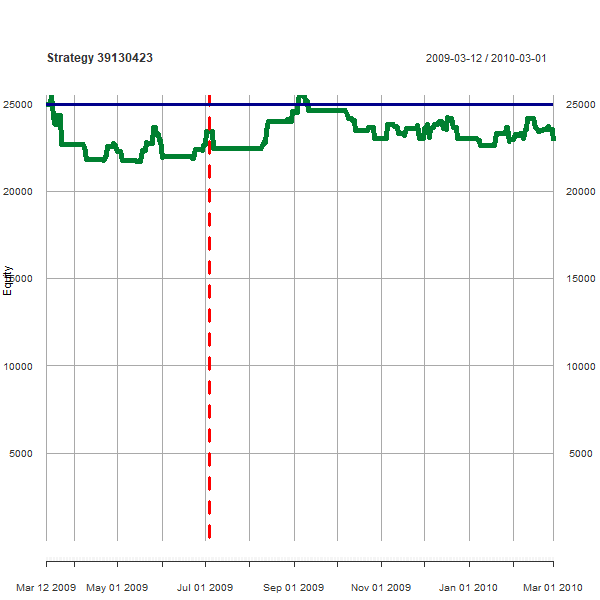 Strategy 39130423
2009-03-12 / 2010-03-01
25000
25000
20000
20000
Equity
15000
15000
10000
10000
5000
5000
Mar 12 2009
May 01 2009
Jul 01 2009
Sep 01 2009
Nov 01 2009
Jan 01 2010
Mar 01 2010